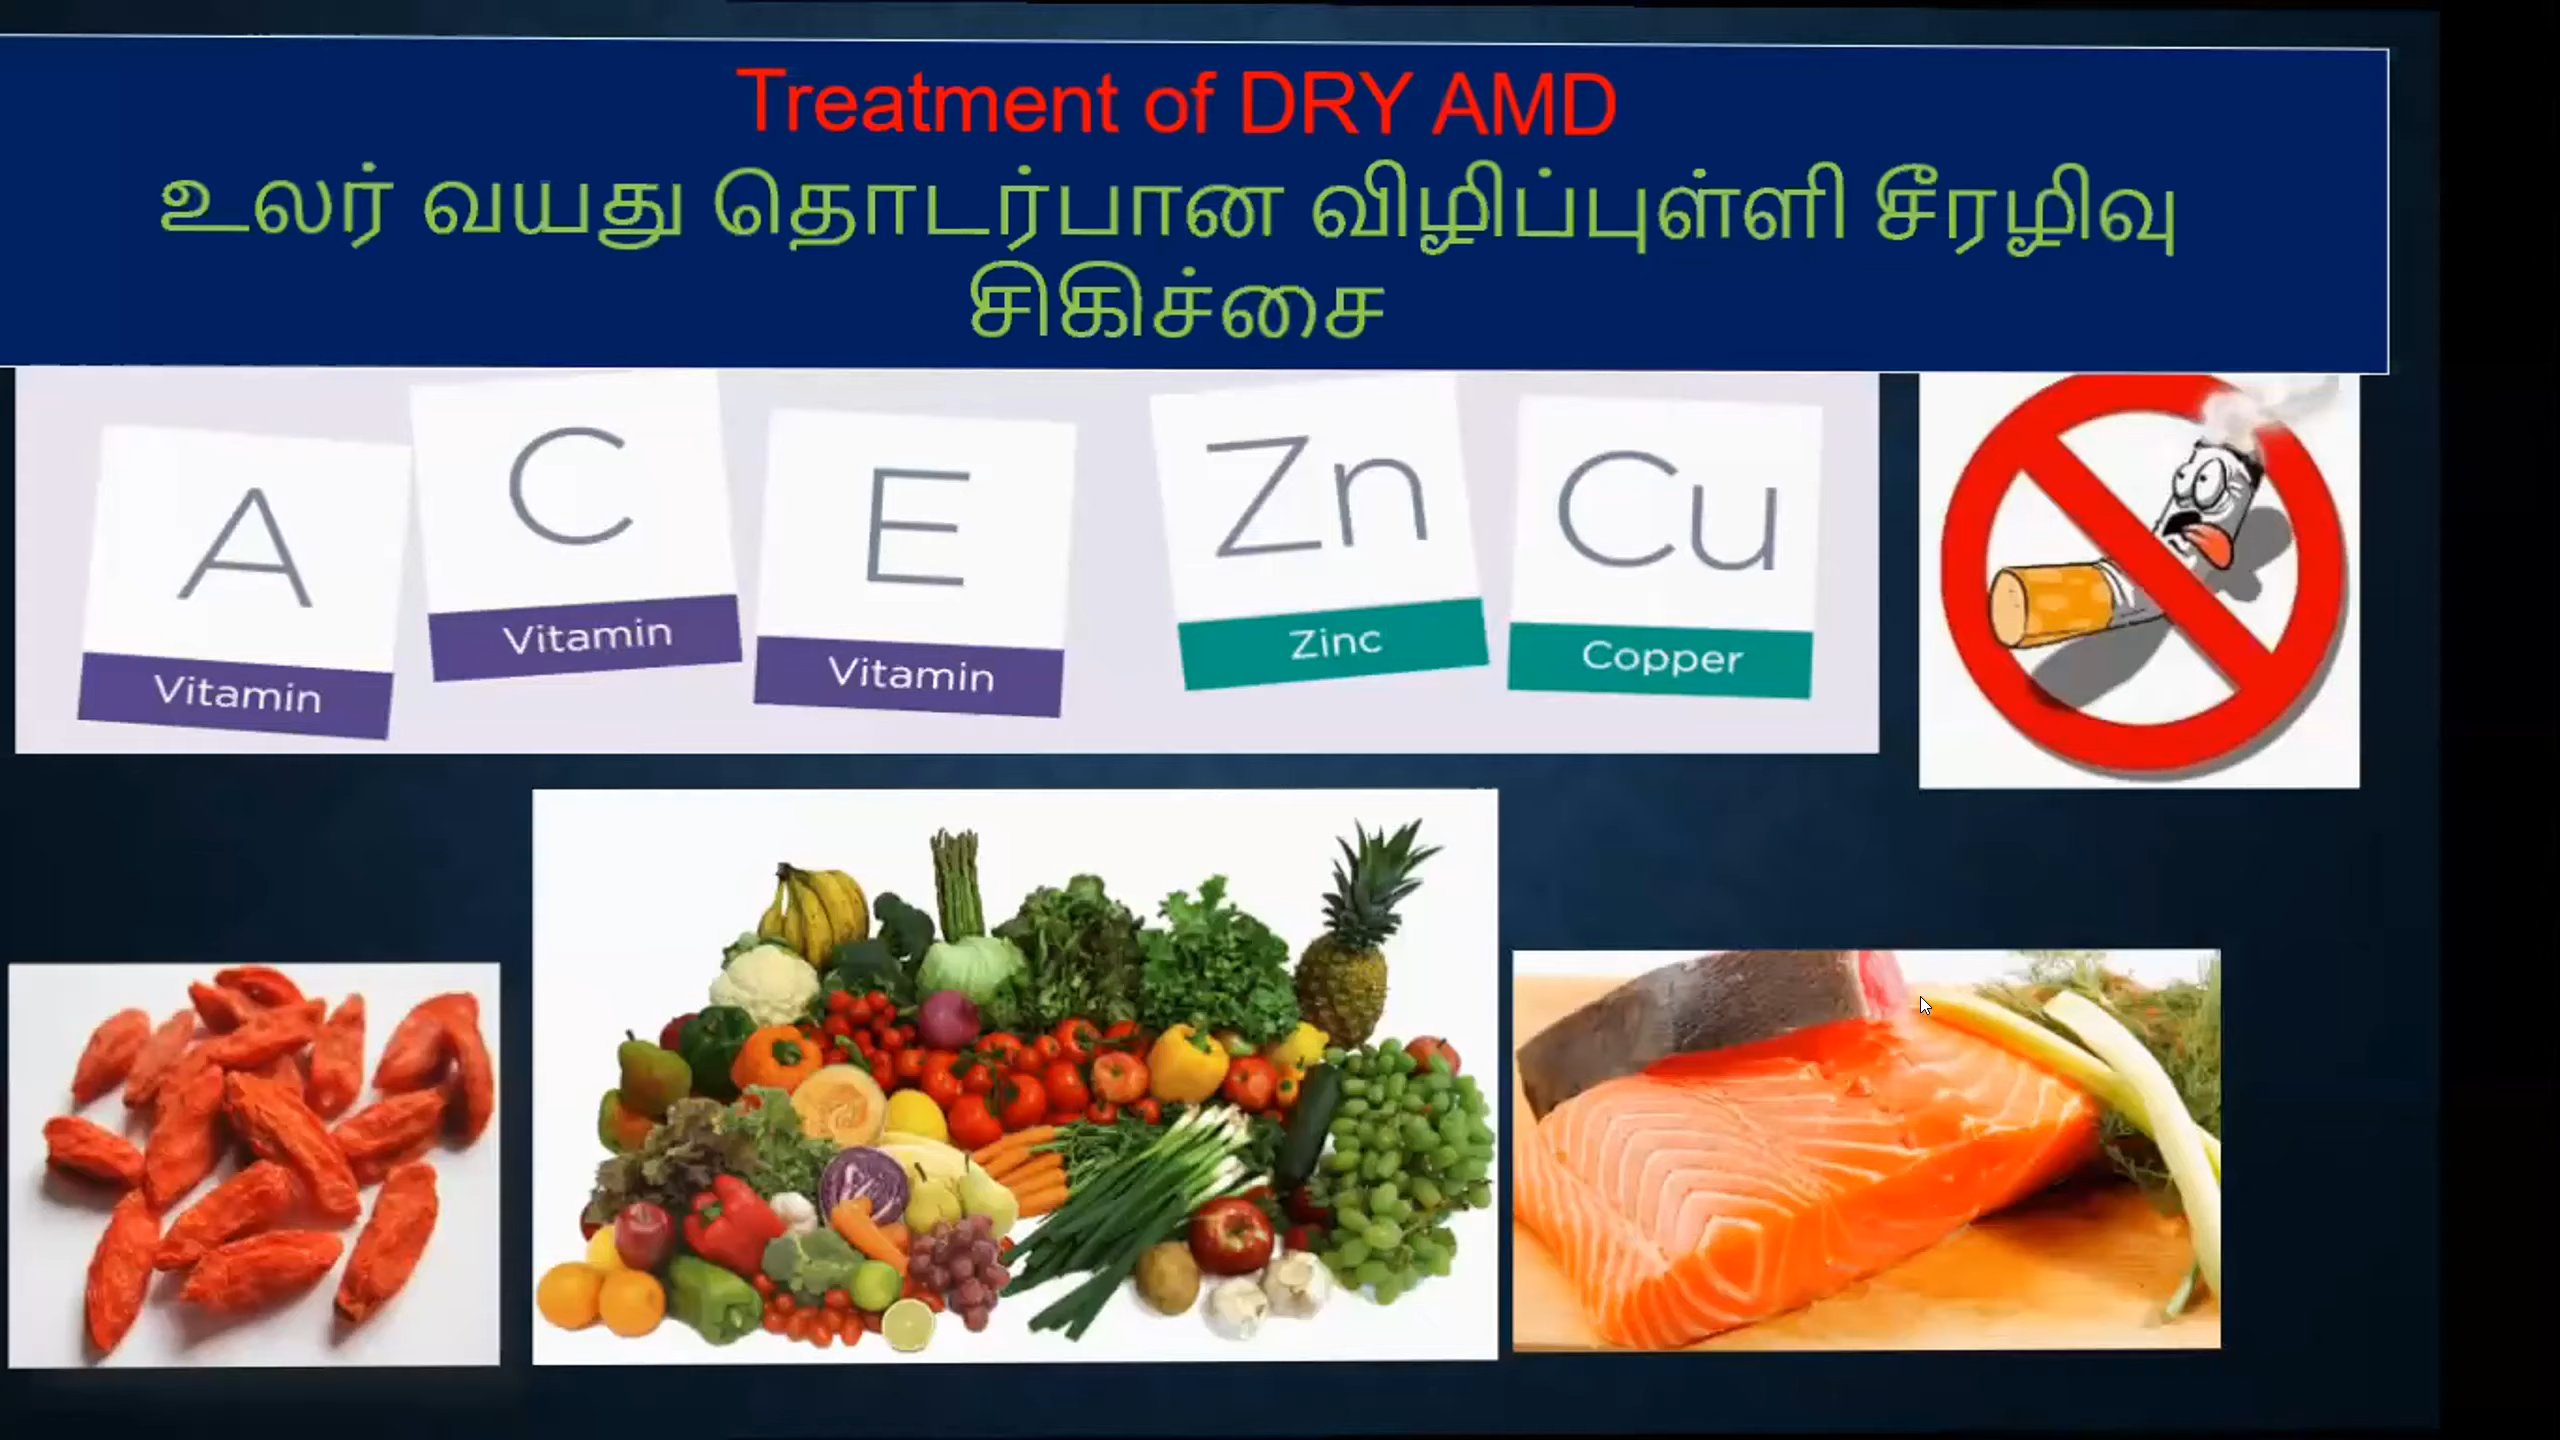 Treatment of DRY AMD
உலர் வயது தொடர்பான விழிப்புள்ளி சீரழிவு
சிகிச்சை
A
Vitamin
C
Vitamin
E
Vitamin
Zn
Zinc
Cu
Copper